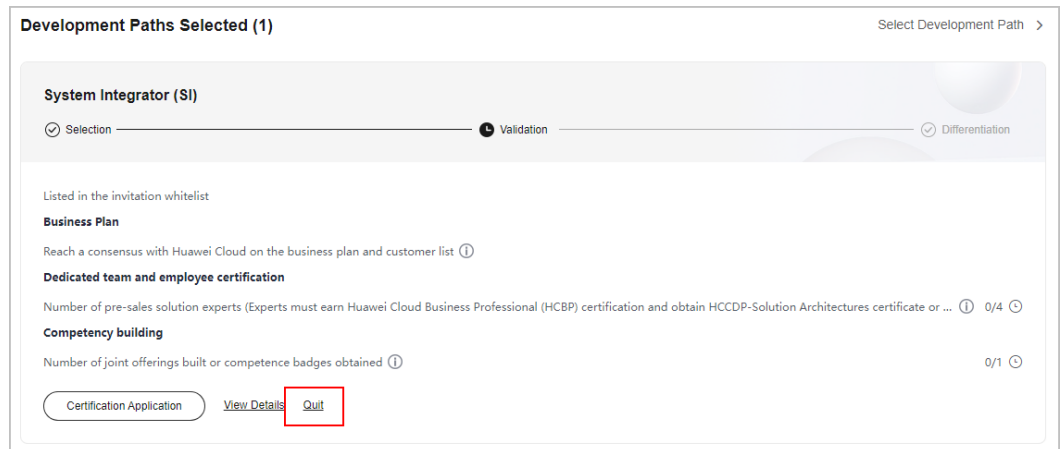 Development Paths Selected (1)
Select Development Path >
System Integrator (SI)
Selection
Validation
Differentiation
Listed in the invitation whitelist
Business Plan
Reach a consensus with Huawei Cloud on the business plan and customer list
Dedicated team and employee certification
Number of pre-sales solution experts (Experts must earn Huawei Cloud Business Professional (HCBP) certification and obtain HCCDP-Solution Architectures certificate or ... 0/4
Competency building
Number of joint offerings built or competence badges obtained 0/1
Certification Application View Details Quit